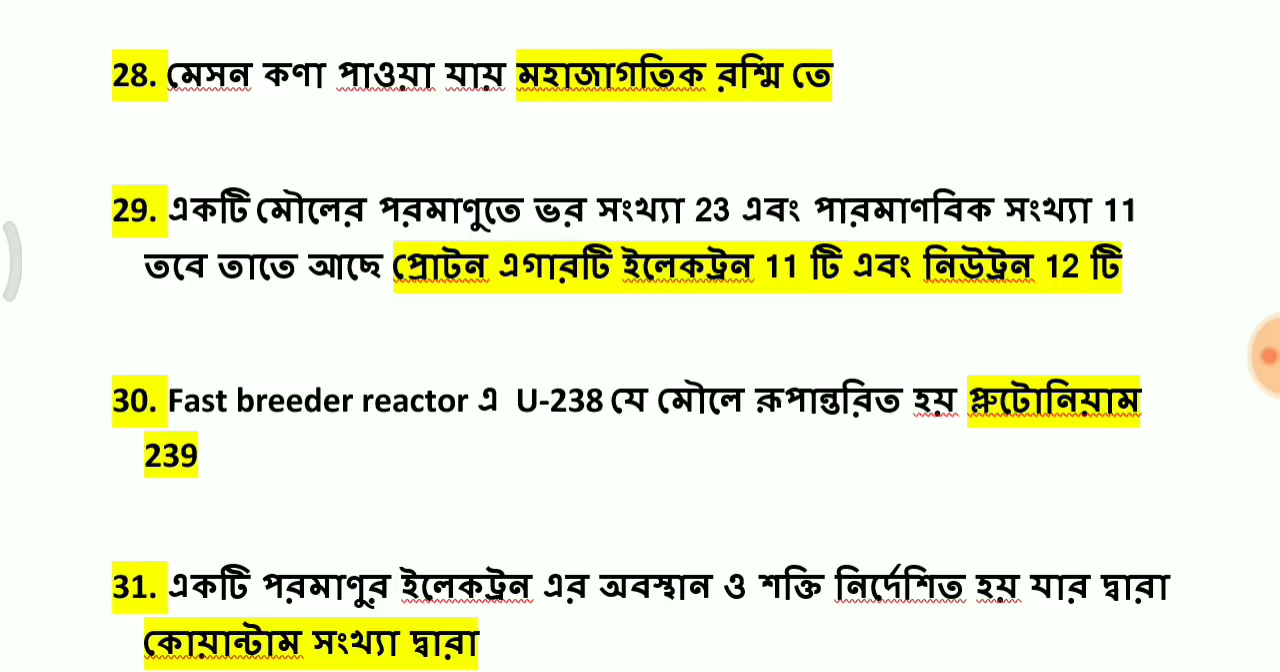 28. মেসন কণা পাওযা যায় মহাজাগতিক রশ্মি তে
29. একটি মৌলের পরমাণুতে ভর সংখ্যা 23 এবং পারমাণবিক সংখ্যা 11
তবে তাতে আছে প্রোটন এগারটি ইলেকট্রন 11 টি এবং নিউট্রন 12 টি
30. Fast breeder reactor এ U-238 যে মৌলে রূপান্তরিত হয় প্লুটোনিয়াম
239
31. একটি পরমাণুর ইলেকট্রন এর অবস্থান ও শক্তি নির্দেশিত হয় যার দ্বারা
কোয়ান্টাম সংখ্যা দ্বারা